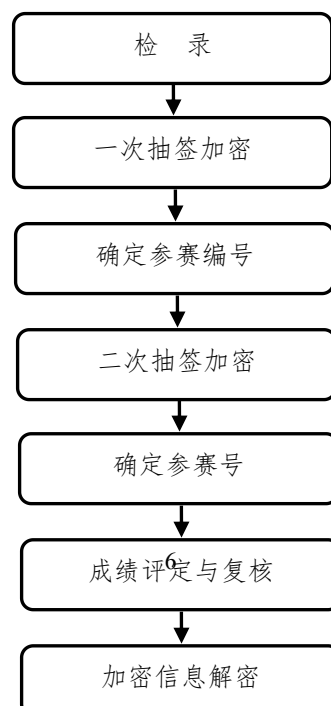 检 录
一次抽签加密
确定参赛编号
二次抽签加密
确定参赛号
成绩评定与复核
6
加密信息解密